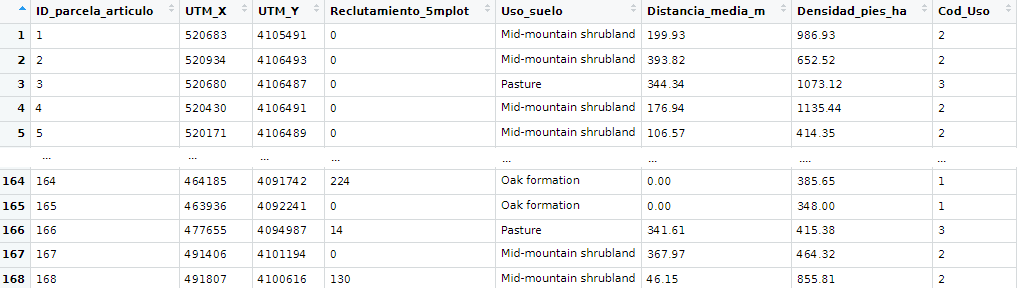 ID_parcela_articulo UTM_X UTM_Y Reclutamiento_5mplot Uso_suelo Distancia_media_m Densidad_pies_ha Cod_Uso
1 1 520683 4105491 0 Mid-mountain shrubland 199.93 986.93 2
2 2 520934 4106493 0 Mid-mountain shrubland 393.82 652.52 2
3 3 520680 4106487 0 Pasture 344.34 1073.12 3
4 4 520430 4106491 0 Mid-mountain shrubland 176.94 1135.44 2
5 5 520171 4106489 0 Mid-mountain shrubland 106.57 414.35 2
... ... ... ... ... ... .... ...
164 164 464185 4091742 224 Oak formation 0.00 385.65 1
165 165 463936 4092241 0 Oak formation 0.00 348.00 1
166 166 477655 4094987 14 Pasture 341.61 415.38 3
167 167 491406 4101194 0 Mid-mountain shrubland 367.97 464.32 2
168 168 491807 4100616 130 Mid-mountain shrubland 46.15 855.81 2